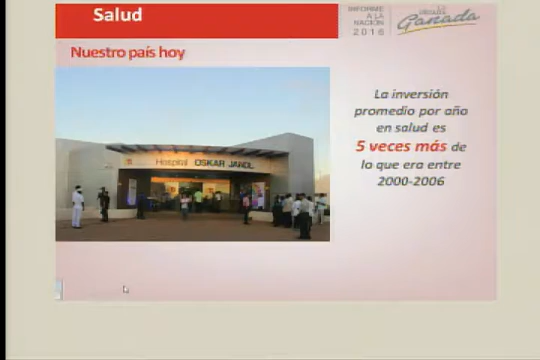 Salud
INFORME
A LA
NACIÓN
2016
Ganada
Nuestro país hoy
Hospital OSKAR JANDL
La inversión
promedio por año
en salud es
5 veces más de
lo que era entre
2000-2006